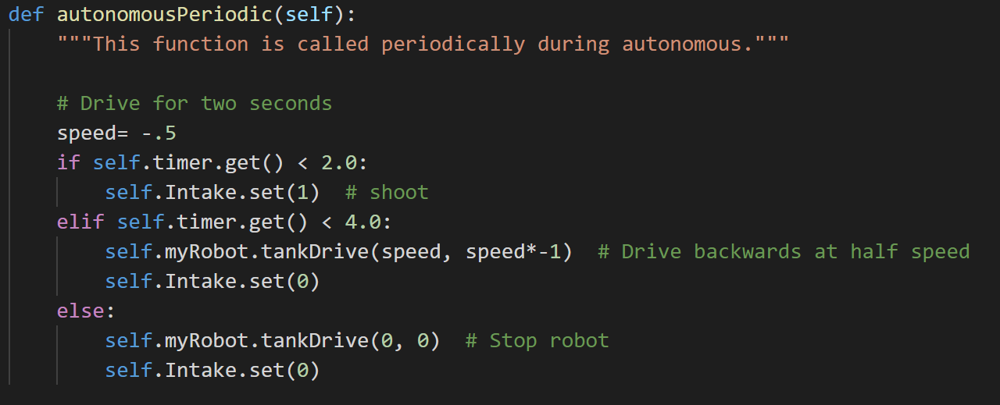 def autonomousPeriodic(self):
    """This function is called periodically during autonomous."""

    # Drive for two seconds
    speed= -.5
    if self.timer.get() < 2.0:
        self.Intake.set(1)  # shoot
    elif self.timer.get() < 4.0:
        self.myRobot.tankDrive(speed, speed*-1)  # Drive backwards at half speed
        self.Intake.set(0)
    else:
        self.myRobot.tankDrive(0, 0)  # Stop robot
        self.Intake.set(0)